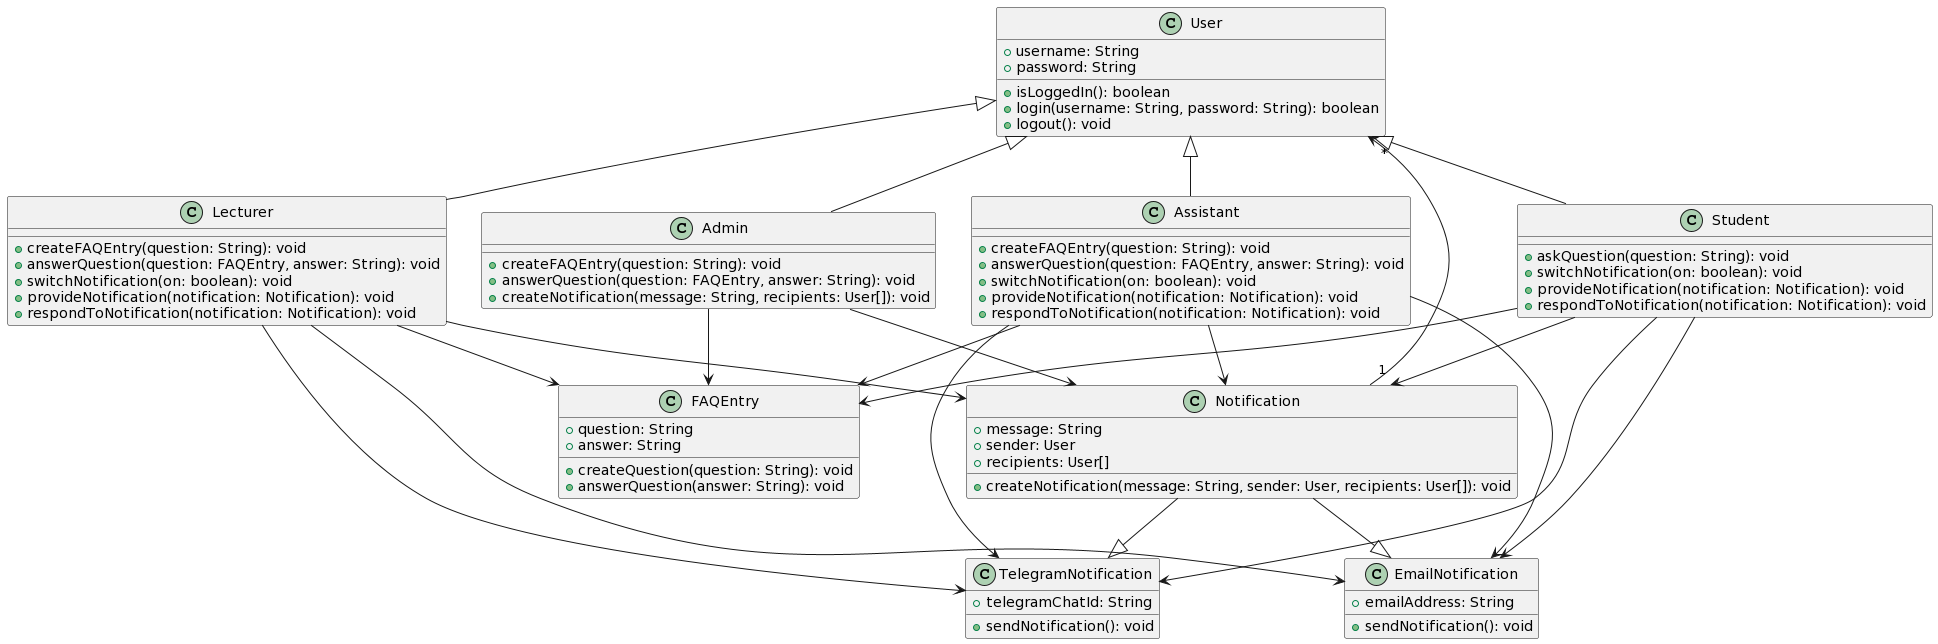 C User
username: String
password: String
isLoggedIn(): boolean
login(username: String, password: String): boolean
logout(): void
*
C Lecturer
createFAQEntry(question: String): void
answerQuestion(question: FAQEntry, answer: String): void
switchNotification(on: boolean): void
provideNotification(notification: Notification): void
respondToNotification(notification: Notification): void
C Admin
createFAQEntry(question: String): void
answerQuestion(question: FAQEntry, answer: String): void
createNotification(message: String, recipients: User[]): void
C Assistant
createFAQEntry(question: String): void
answerQuestion(question: FAQEntry, answer: String): void
switchNotification(on: boolean): void
provideNotification(notification: Notification): void
respondToNotification(notification: Notification): void
C Student
askQuestion(question: String): void
switchNotification(on: boolean): void
provideNotification(notification: Notification): void
respondToNotification(notification: Notification): void
1
C FAQEntry
question: String
answer: String
createQuestion(question: String): void
answerQuestion(answer: String): void
C Notification
message: String
sender: User
recipients: User[]
createNotification(message: String, sender: User, recipients: User[]): void
C TelegramNotification
telegramChatId: String
sendNotification(): void
C EmailNotification
emailAddress: String
sendNotification(): void